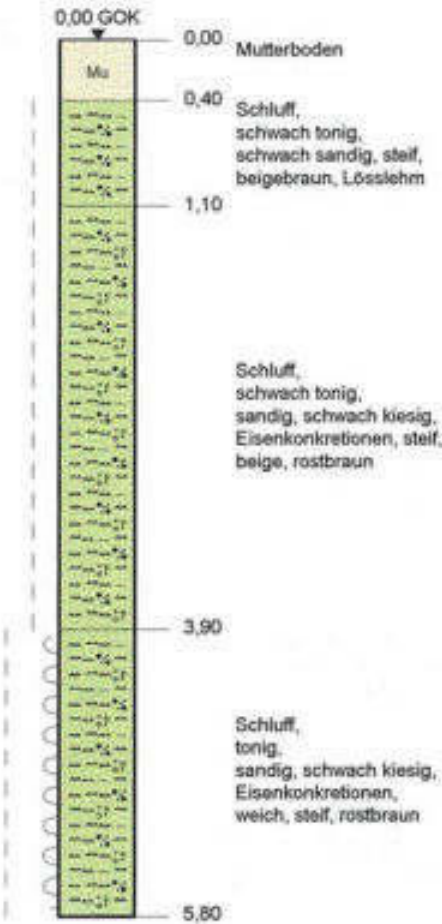 0,00 GOK
0,00
Mutterboden
Mu
0,40
Schluff,
schwach tonig,
schwach sandig, steif,
beigebraun, Lösslehm
1,10
Schluff,
schwach tonig,
sandig, schwach kiesig,
Eisenkonkretionen, steif,
beige, rostbraun
3,90
Schluff,
tonig,
sandig, schwach kiesig,
Eisenkonkretionen,
weich, steif, rostbraun
5,80